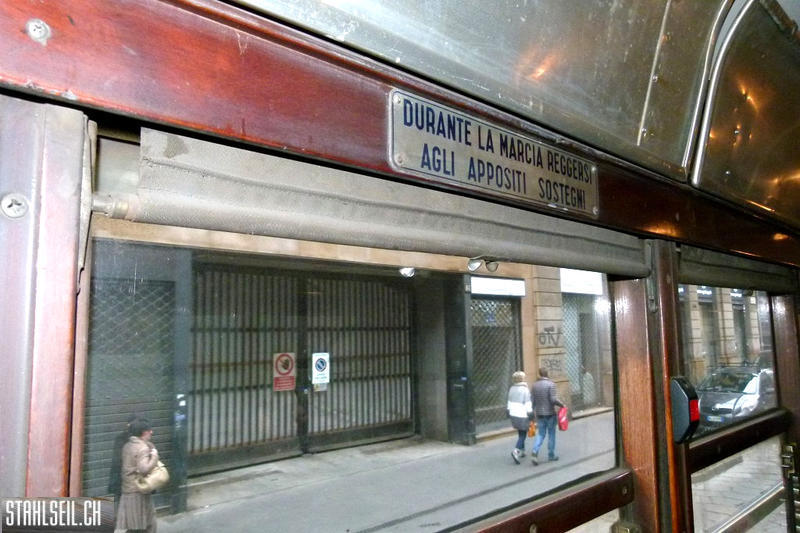 DURANTE LA MARCIA REGGERSI
AGLI APPOSITI SOSTEGNI
STAHLSEIL.CH